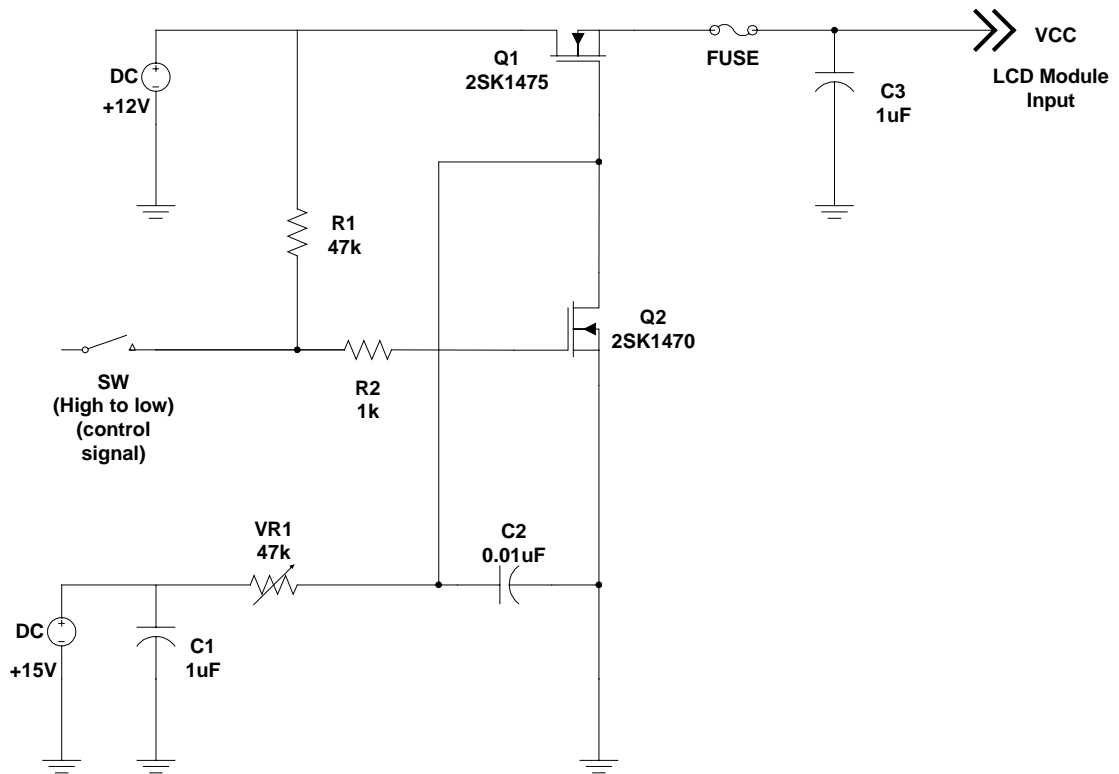 DC
+12V
Q1
2SK1475
FUSE
C3
1uF
VCC
LCD Module
Input
R1
47k
SW
(High to low)
(control
signal)
R2
1k
Q2
2SK1470
VR1
47k
C2
0.01uF
DC
+15V
C1
1uF